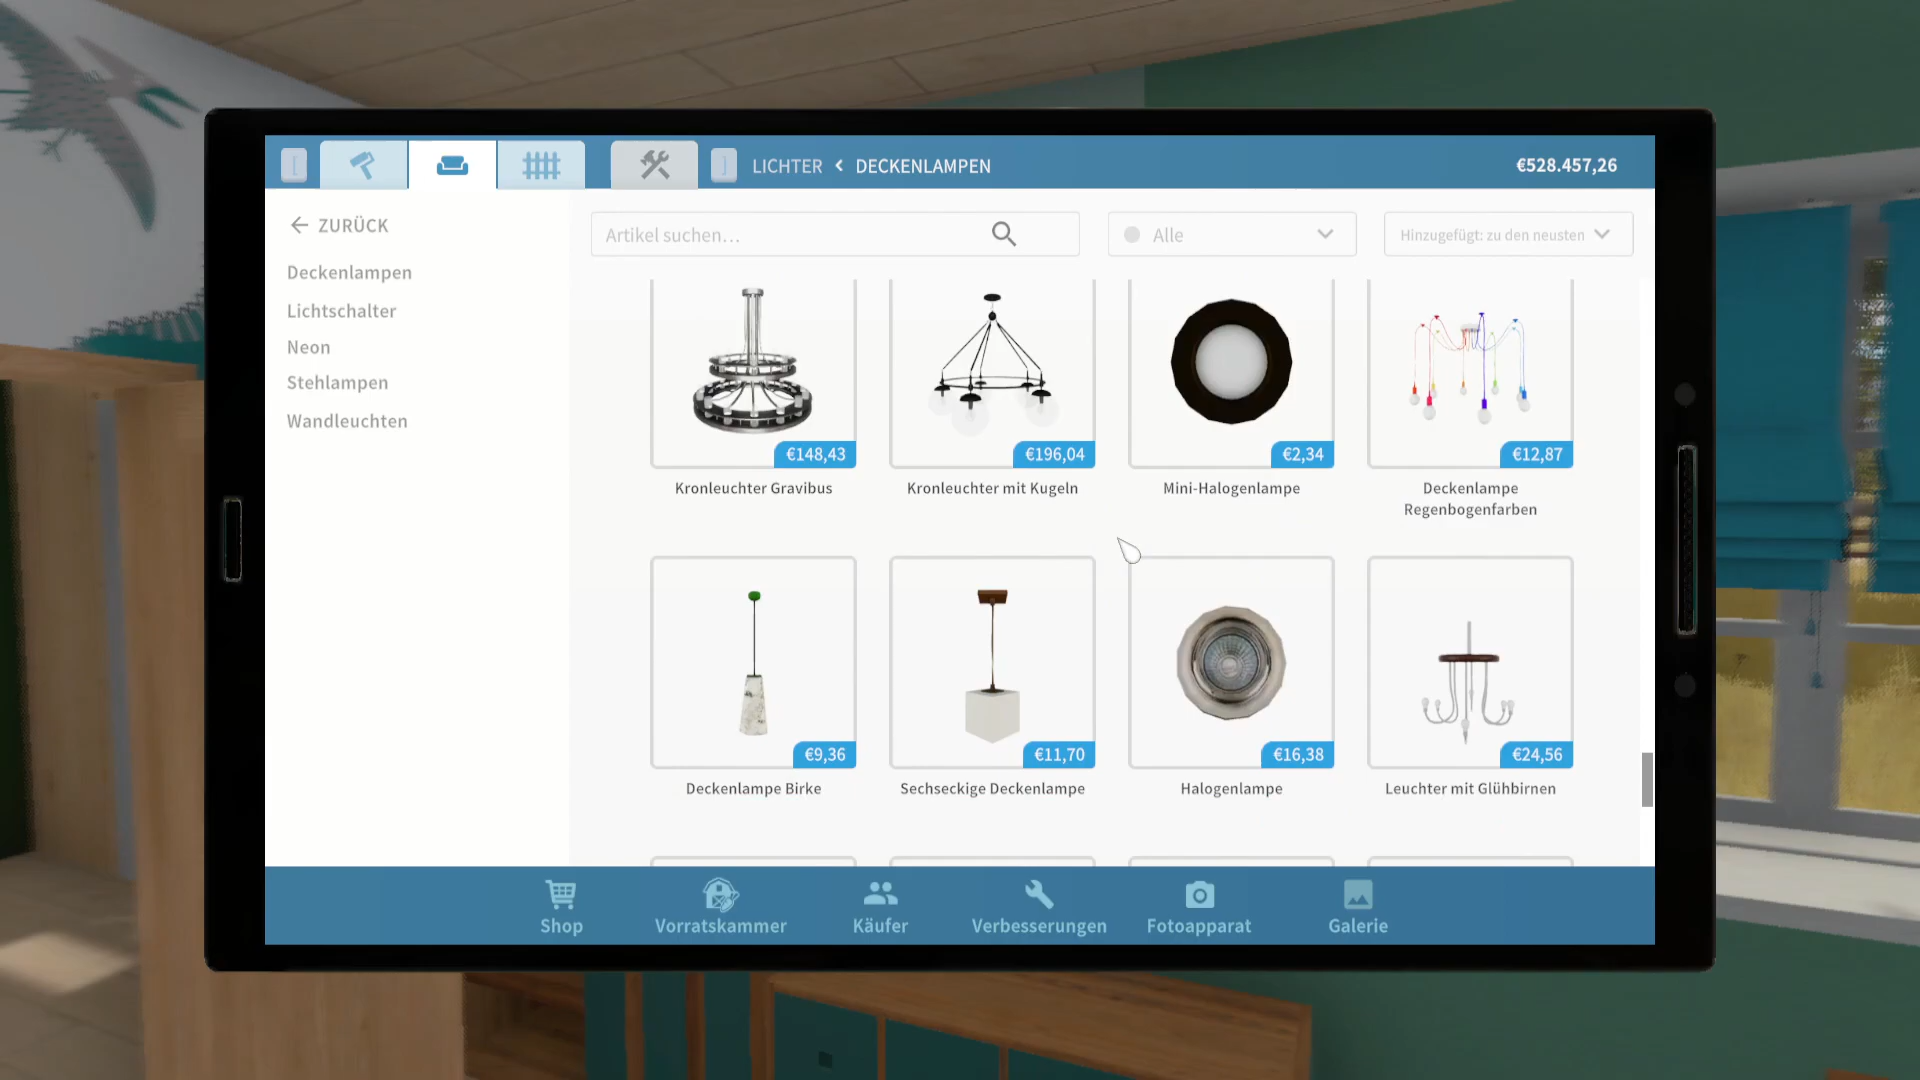 [
]
LICHTER < DECKENLAMPEN
€528.457,26
ZURÜCK
Deckenlampen
Lichtschalter
Neon
Stehlampen
Wandleuchten
Artikel suchen...
Alle
Hinzugefügt: zu den neusten
€148,43
€196,04
€2,34
€12,87
Kronleuchter Gravibus
Kronleuchter mit Kugeln
Mini-Halogenlampe
Deckenlampe
Regenbogenfarben
€9,36
€11,70
€16,38
€24,56
Deckenlampe Birke
Sechseckige Deckenlampe
Halogenlampe
Leuchter mit Glühbirnen
Shop
Vorratskammer
Käufer
Verbesserungen
Fotoapparat
Galerie